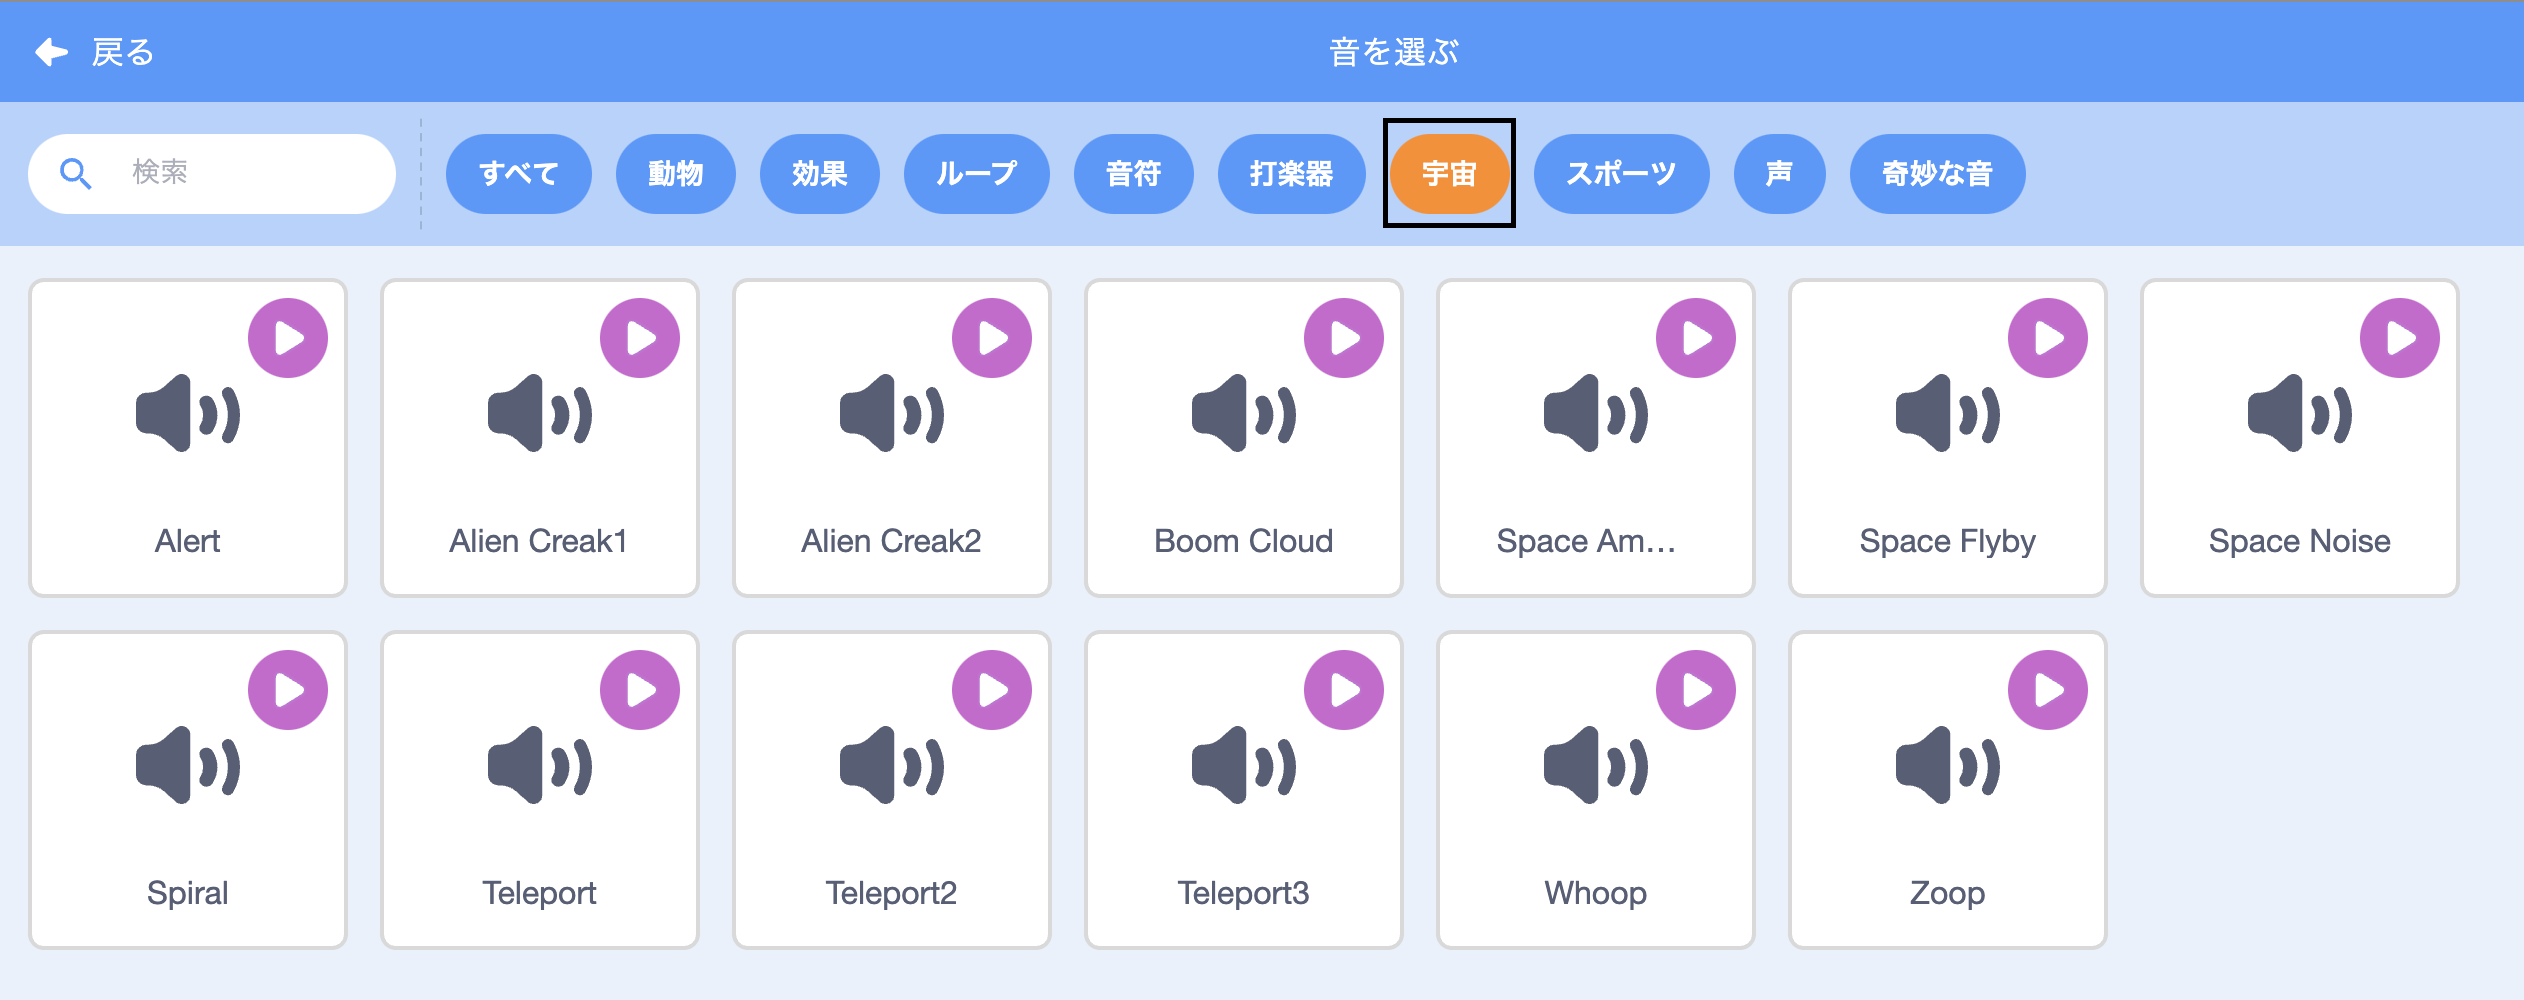 戻る
音を選ぶ
検索
すべて
動物
効果
ループ
音符
打楽器
宇宙
スポーツ
声
奇妙な音
Alert
Alien Creak1
Alien Creak2
Boom Cloud
Space Am...
Space Flyby
Space Noise
Spiral
Teleport
Teleport2
Teleport3
Whoop
Zoop